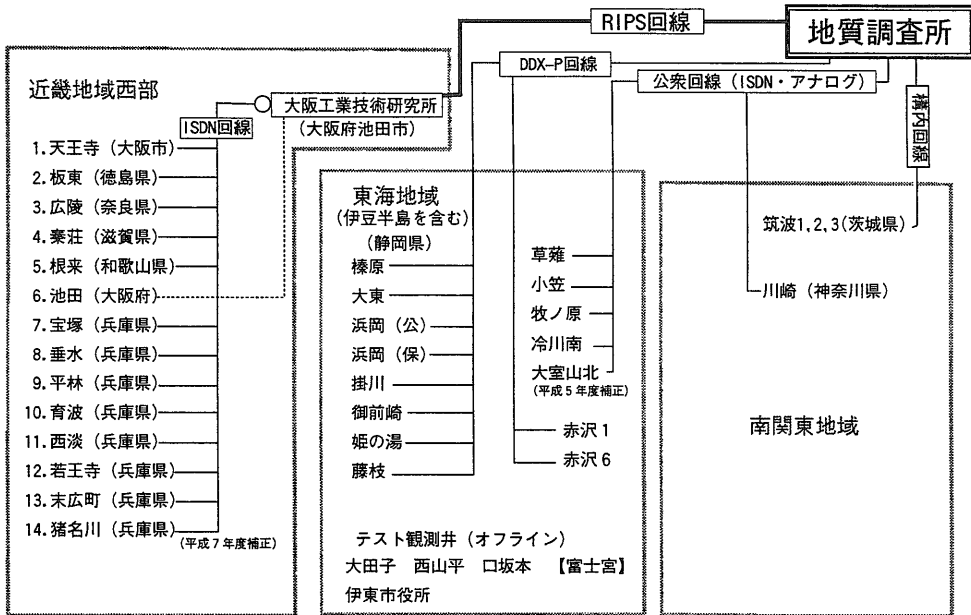 RIPS回線
地質調査所
DDX-P回線
公衆回線(ISDN・アナログ)
構内回線
近畿地域西部
大阪工業技術研究所
(大阪府池田市)
ISDN回線
1.天王寺(大阪市)
2.板東(徳島県)
3.広陵(奈良県)
4.秦荘(滋賀県)
5.根来(和歌山県)
6.池田(大阪府)
7.宝塚(兵庫県)
8.垂水(兵庫県)
9.平林(兵庫県)
10.育波(兵庫県)
11.西淡(兵庫県)
12.若王寺(兵庫県)
13.末広町(兵庫県)
14.猪名川(兵庫県)
(平成7年度補正)
東海地域
(伊豆半島を含む)
(静岡県)
榛原
大東
浜岡(公)
浜岡(保)
掛川
御前崎
姫の湯
藤枝
草薙
小笠
牧ノ原
冷川南
大室山北
(平成5年度補正)
赤沢1
赤沢6
テスト観測井(オフライン)
大田子 西山平 口坂本 【富士宮】
伊東市役所
筑波1,2,3(茨城県)
川崎(神奈川県)
南関東地域